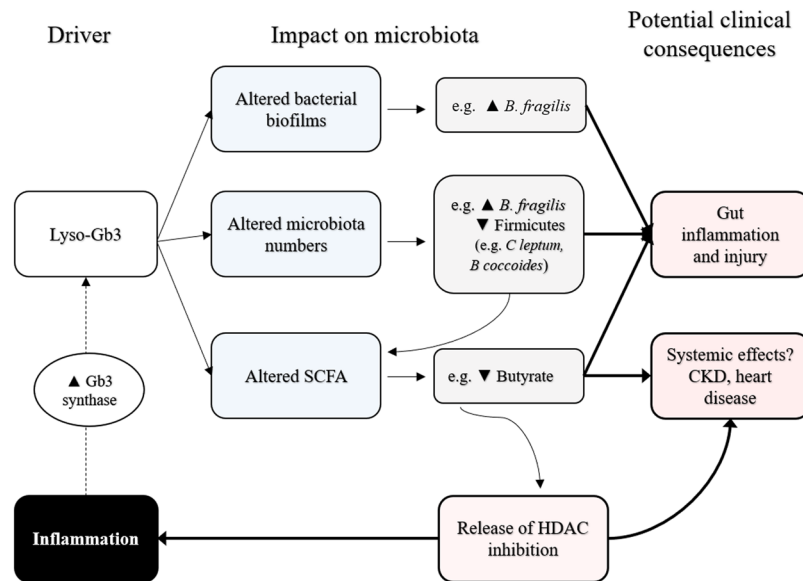 Driver
Impact on microbiota
Potential clinical
consequences
Altered bacterial
biofilms
e.g. ▲ B. fragilis
Lyso-Gb3
Altered microbiota
numbers
e.g. ▲ B. fragilis
▼ Firmicutes
(e.g. C leptum,
B coccoides)
Gut
inflammation
and injury
Altered SCFA
e.g. ▼ Butyrate
Systemic effects?
CKD, heart
disease
▲ Gb3
synthase
Inflammation
Release of HDAC
inhibition